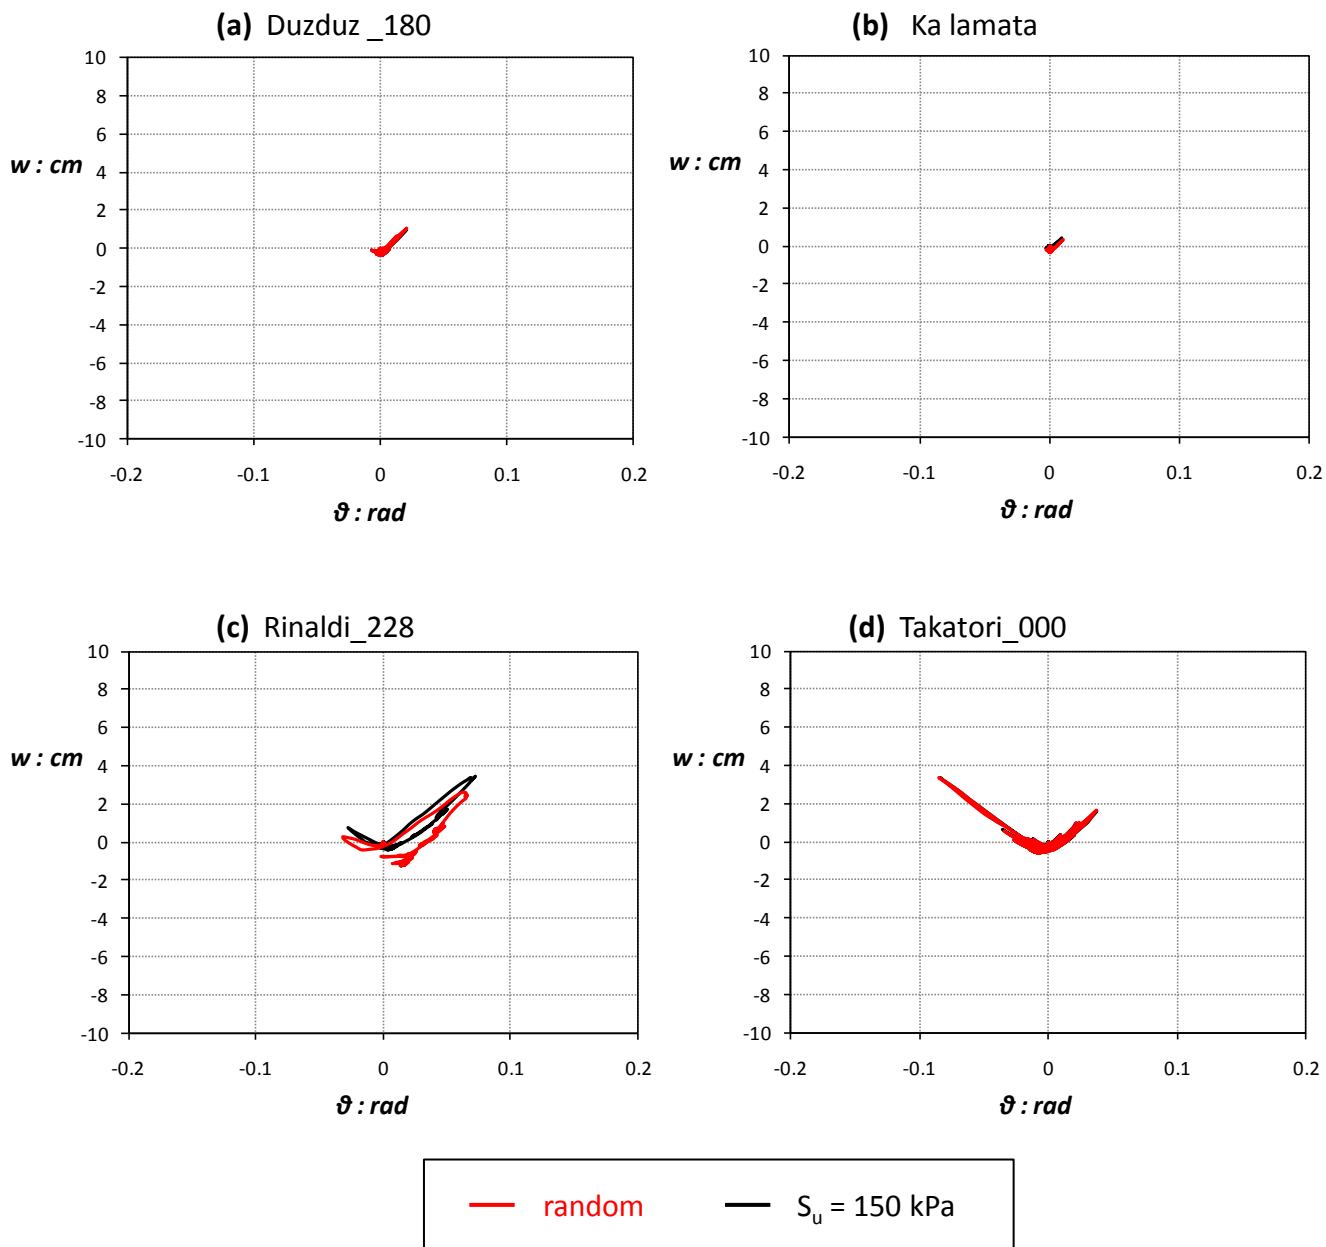 (a) Duzduz _180
10
8
6
4
2
0
-2
-4
-6
-8
-10
w : cm
-0.2 -0.1 0 0.1 0.2
ϑ : rad
(b) Ka lamata
10
8
6
4
2
0
-2
-4
-6
-8
-10
w : cm
-0.2 -0.1 0 0.1 0.2
ϑ : rad
(c) Rinaldi_228
10
8
6
4
2
0
-2
-4
-6
-8
-10
w : cm
-0.2 -0.1 0 0.1 0.2
ϑ : rad
(d) Takatori_000
10
8
6
4
2
0
-2
-4
-6
-8
-10
w : cm
-0.2 -0.1 0 0.1 0.2
ϑ : rad
random Su = 150 kPa